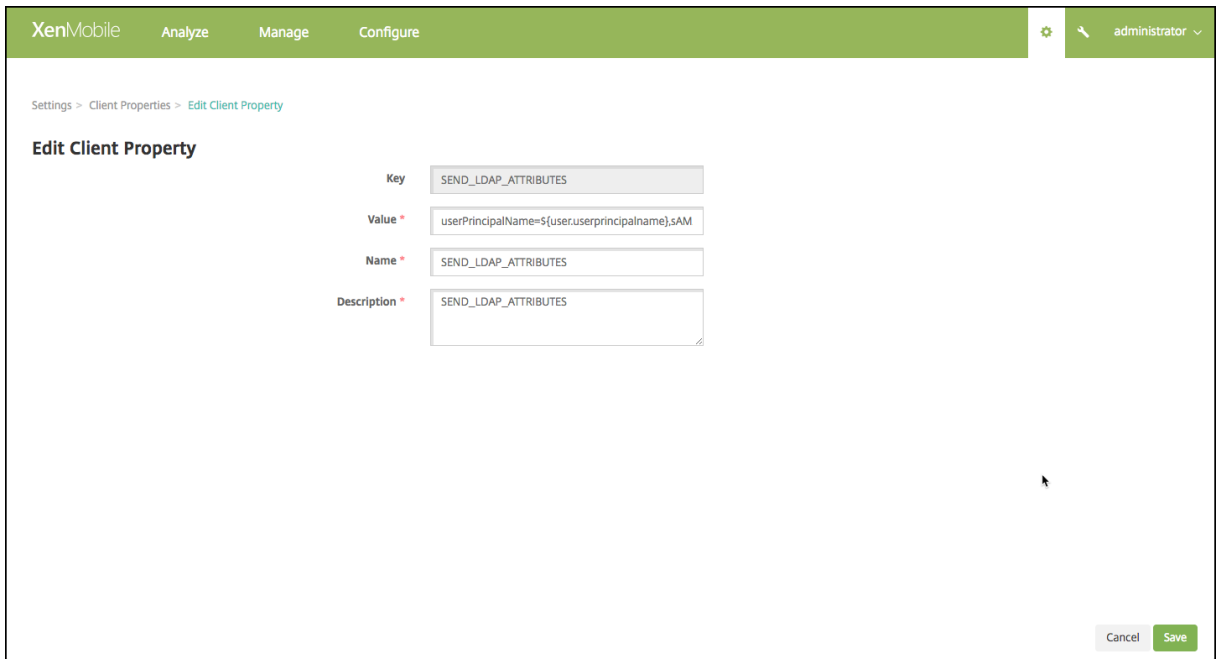 XenMobile Analyze Manage Configure administrator
Settings > Client Properties > Edit Client Property
Edit Client Property
Key SEND_LDAP_ATTRIBUTES
Value * userPrincipalName=${user.userprincipalname},sAM
Name * SEND_LDAP_ATTRIBUTES
Description * SEND_LDAP_ATTRIBUTES
Cancel Save